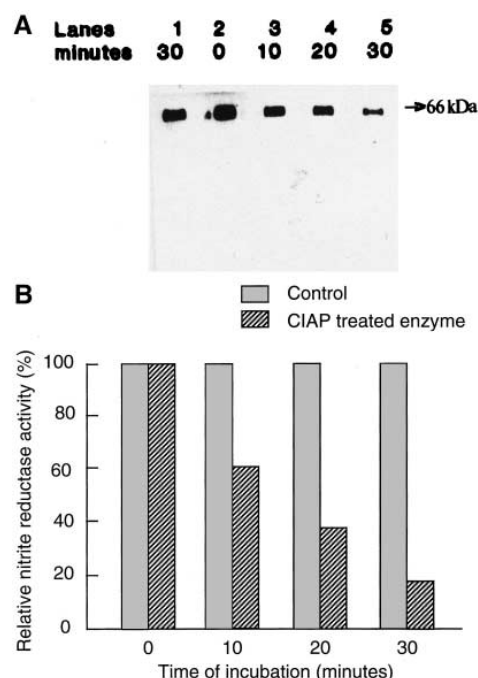 A
Lanes 1 2 3 4 5
minutes 30 0 10 20 30
66 kDa
B
Control
CIAP treated enzyme
Relative nitrite reductase activity (%)
100
80
60
40
20
0
0 10 20 30
Time of incubation (minutes)